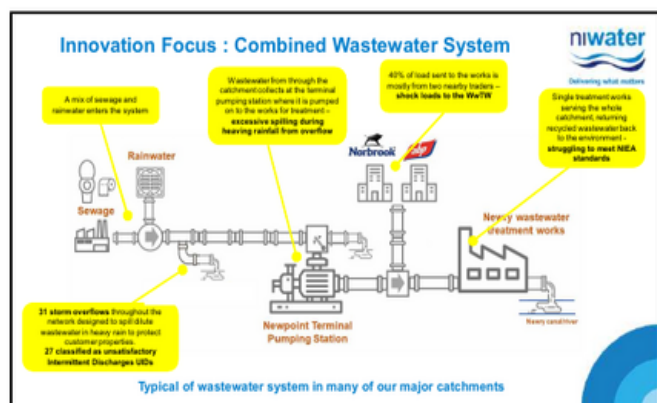 Innovation Focus : Combined Wastewater System
niwater
Delivering what matters
A mix of sewage and
rainwater enters the system
Wastewater from through the
catchment collects at the terminal
pumping station where it is pumped
on to the works for treatment –
excessive spilling during
heaving rainfall from overflow
40% of load sent to the works is
mostly from two nearby traders –
shock loads to the WwTW
Single treatment works
serving the whole
catchment, returning
recycled wastewater back
to the environment -
struggling to meet NIEA
standards
Rainwater
Norbrook
Sewage
Newry wastewater
treatment works
31 storm overflows throughout the
network designed to spill dilute
wastewater in heavy rain to protect
customer properties.
27 classified as unsatisfactory
Intermittent Discharges UIDs
Newpoint Terminal
Pumping Station
Newry canal/river
Typical of wastewater system in many of our major catchments